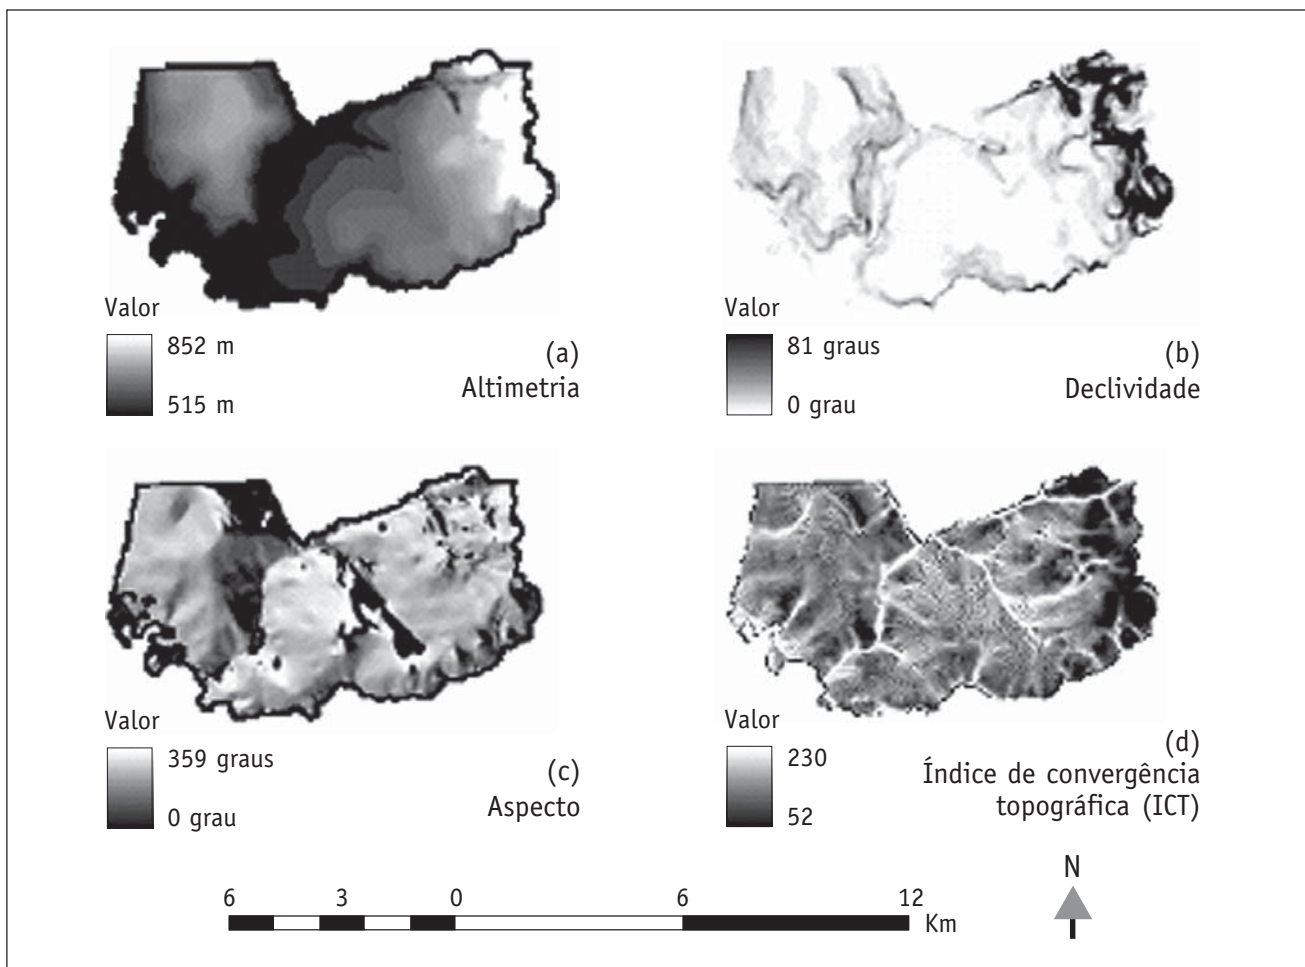 Valor
852 m
515 m
(a)
Altimetria
Valor
81 graus
0 grau
(b)
Declividade
Valor
359 graus
0 grau
(c)
Aspecto
Valor
230
52
(d)
Índice de convergência
topográfica (ICT)
6 3 0 6 12
Km
N